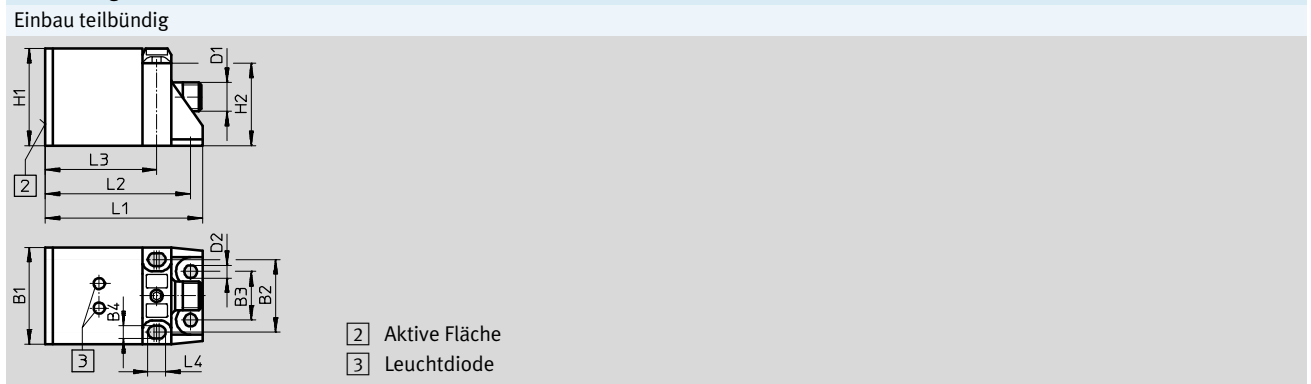 Einbau teilbündig
D1
H1
H2
L3
2
L2
L1
D2
B1
B4
B3
B2
3
L4
2 Aktive Fläche
3 Leuchtdiode